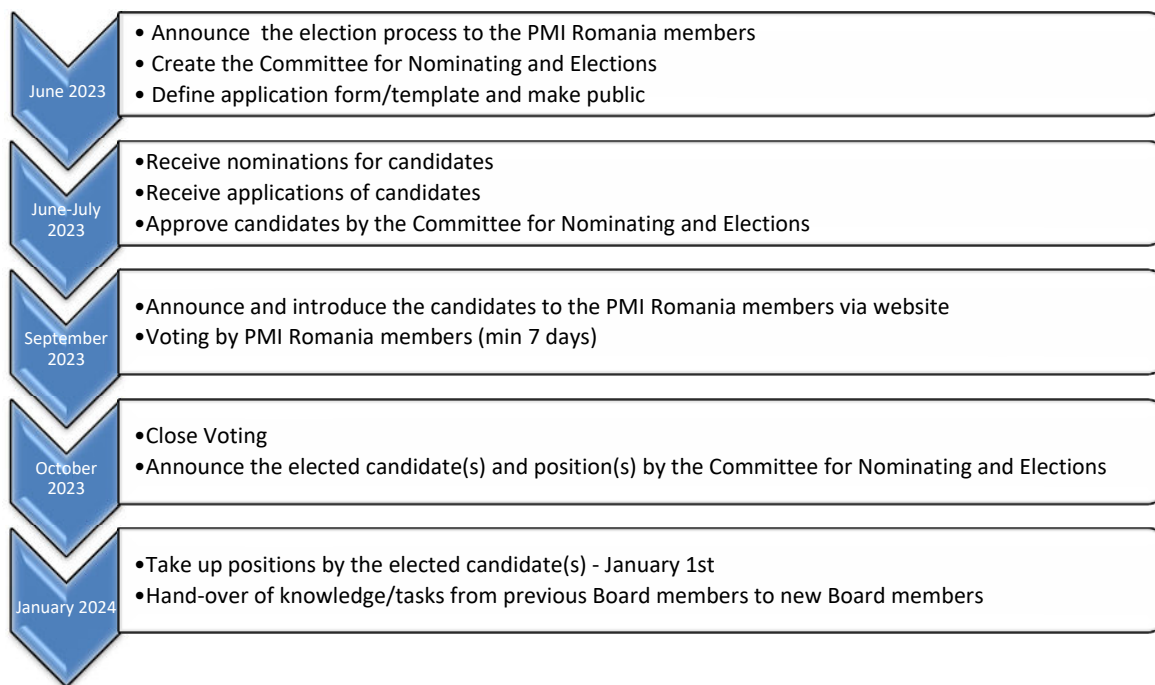 June 2023
• Announce the election process to the PMI Romania members
• Create the Committee for Nominating and Elections
• Define application form/template and make public
June-July
2023
•Receive nominations for candidates
•Receive applications of candidates
•Approve candidates by the Committee for Nominating and Elections
September
2023
•Announce and introduce the candidates to the PMI Romania members via website
•Voting by PMI Romania members (min 7 days)
October
2023
•Close Voting
•Announce the elected candidate(s) and position(s) by the Committee for Nominating and Elections
January 2024
•Take up positions by the elected candidate(s) - January 1st
•Hand-over of knowledge/tasks from previous Board members to new Board members